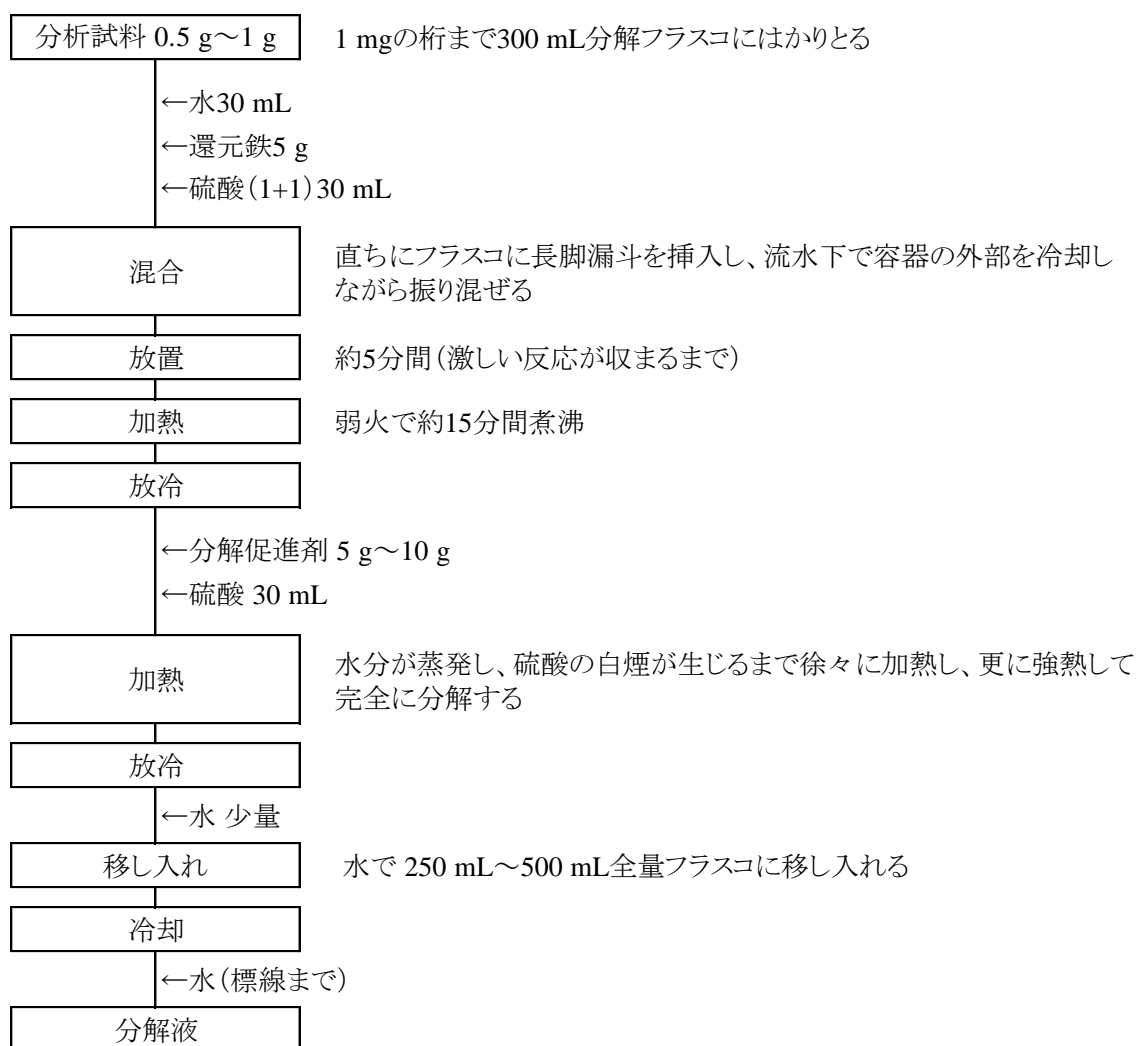 分析試料 0.5 g～1 g
1 mgの桁まで300 mL分解フラスコにはかりとる
←水30 mL
←還元鉄5 g
←硫酸（1+1）30 mL
混合
直ちにフラスコに長脚漏斗を挿入し、流水下で容器の外部を冷却し
ながら振り混ぜる
放置
約5分間（激しい反応が収まるまで）
加熱
弱火で約15分間煮沸
放冷
←分解促進剤 5 g～10 g
←硫酸 30 mL
加熱
水分が蒸発し、硫酸の白煙が生じるまで徐々に加熱し、更に強熱して
完全に分解する
放冷
←水 少量
移し入れ
水で 250 mL～500 mL全量フラスコに移し入れる
冷却
←水（標線まで）
分解液